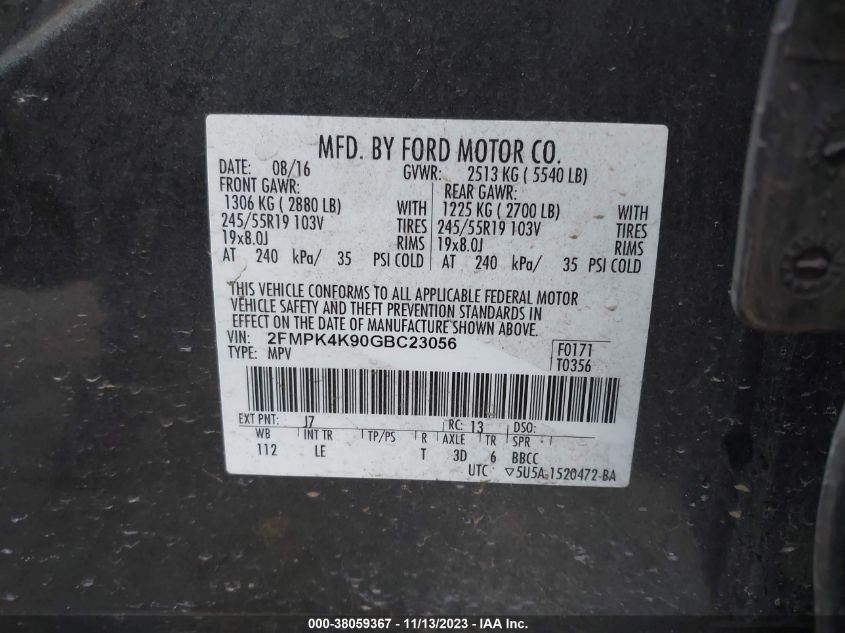 MFD. BY FORD MOTOR CO.
DATE: 08/16 GVWR: 2513 KG ( 5540 LB)
FRONT GAWR: REAR GAWR:
1306 KG ( 2880 LB) WITH 1225 KG ( 2700 LB) WITH
245/55R19 103V TIRES 245/55R19 103V TIRES
19x8.0J RIMS 19x8.0J RIMS
AT 240 kPa/ 35 PSI COLD AT 240 kPa/ 35 PSI COLD
THIS VEHICLE CONFORMS TO ALL APPLICABLE FEDERAL MOTOR
VEHICLE SAFETY AND THEFT PREVENTION STANDARDS IN
EFFECT ON THE DATE OF MANUFACTURE SHOWN ABOVE.
VIN: 2FMPK4K90GBC23056
TYPE: MPV
F0171
T0356
EXT PNT: J7 RC: 13 DSO:
WB INT TR TP/PS R AXLE TR SPR
112 LE T 3D 6 BBCC
UTC ▽5U5A-1520472-BA
000-38059367 - 11/13/2023 - © IAA Holdings, LLC.